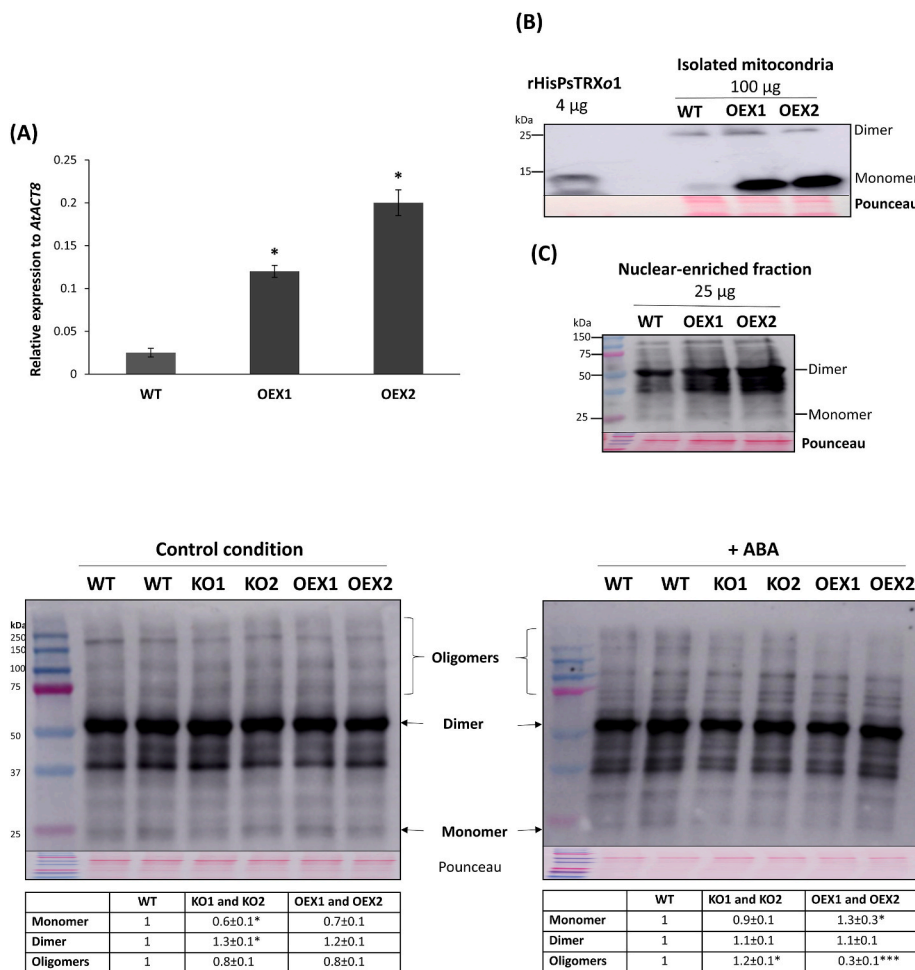 (A)
Relative expression to AtACT8
0.25
0.2
0.15
0.1
0.05
0
*
*
WT OEX1 OEX2
(B)
rHisPsTRXo1
4 µg
Isolated mitocondria
100 µg
WT OEX1 OEX2
kDa
25
15
Dimer
Monomer
Pounceau
(C)
Nuclear-enriched fraction
25 µg
WT OEX1 OEX2
kDa
150
75
50
25
Dimer
Monomer
Pounceau
Control condition
WT WT KO1 KO2 OEX1 OEX2
kDa
250
150
100
75
50
37
25
+ ABA
WT WT KO1 KO2 OEX1 OEX2
Oligomers
Dimer
Monomer
Pounceau
WT KO1 and KO2 OEX1 and OEX2
Monomer 1 0.6±0.1* 0.7±0.1
Dimer 1 1.3±0.1* 1.2±0.1
Oligomers 1 0.8±0.1 0.8±0.1
WT KO1 and KO2 OEX1 and OEX2
Monomer 1 0.9±0.1 1.3±0.3*
Dimer 1 1.1±0.1 1.1±0.1
Oligomers 1 1.2±0.1* 0.3±0.1***